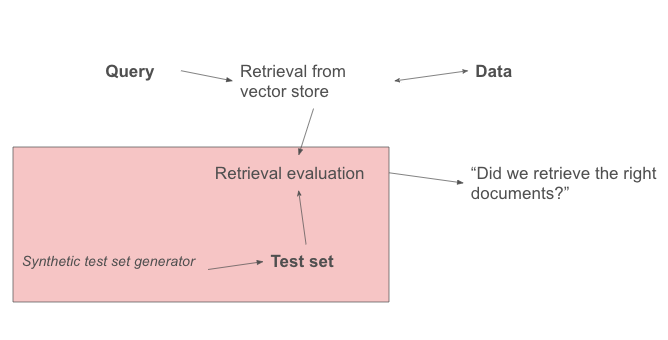 Query
Retrieval from
vector store
Data
Retrieval evaluation
“Did we retrieve the right
documents?”
Synthetic test set generator
Test set